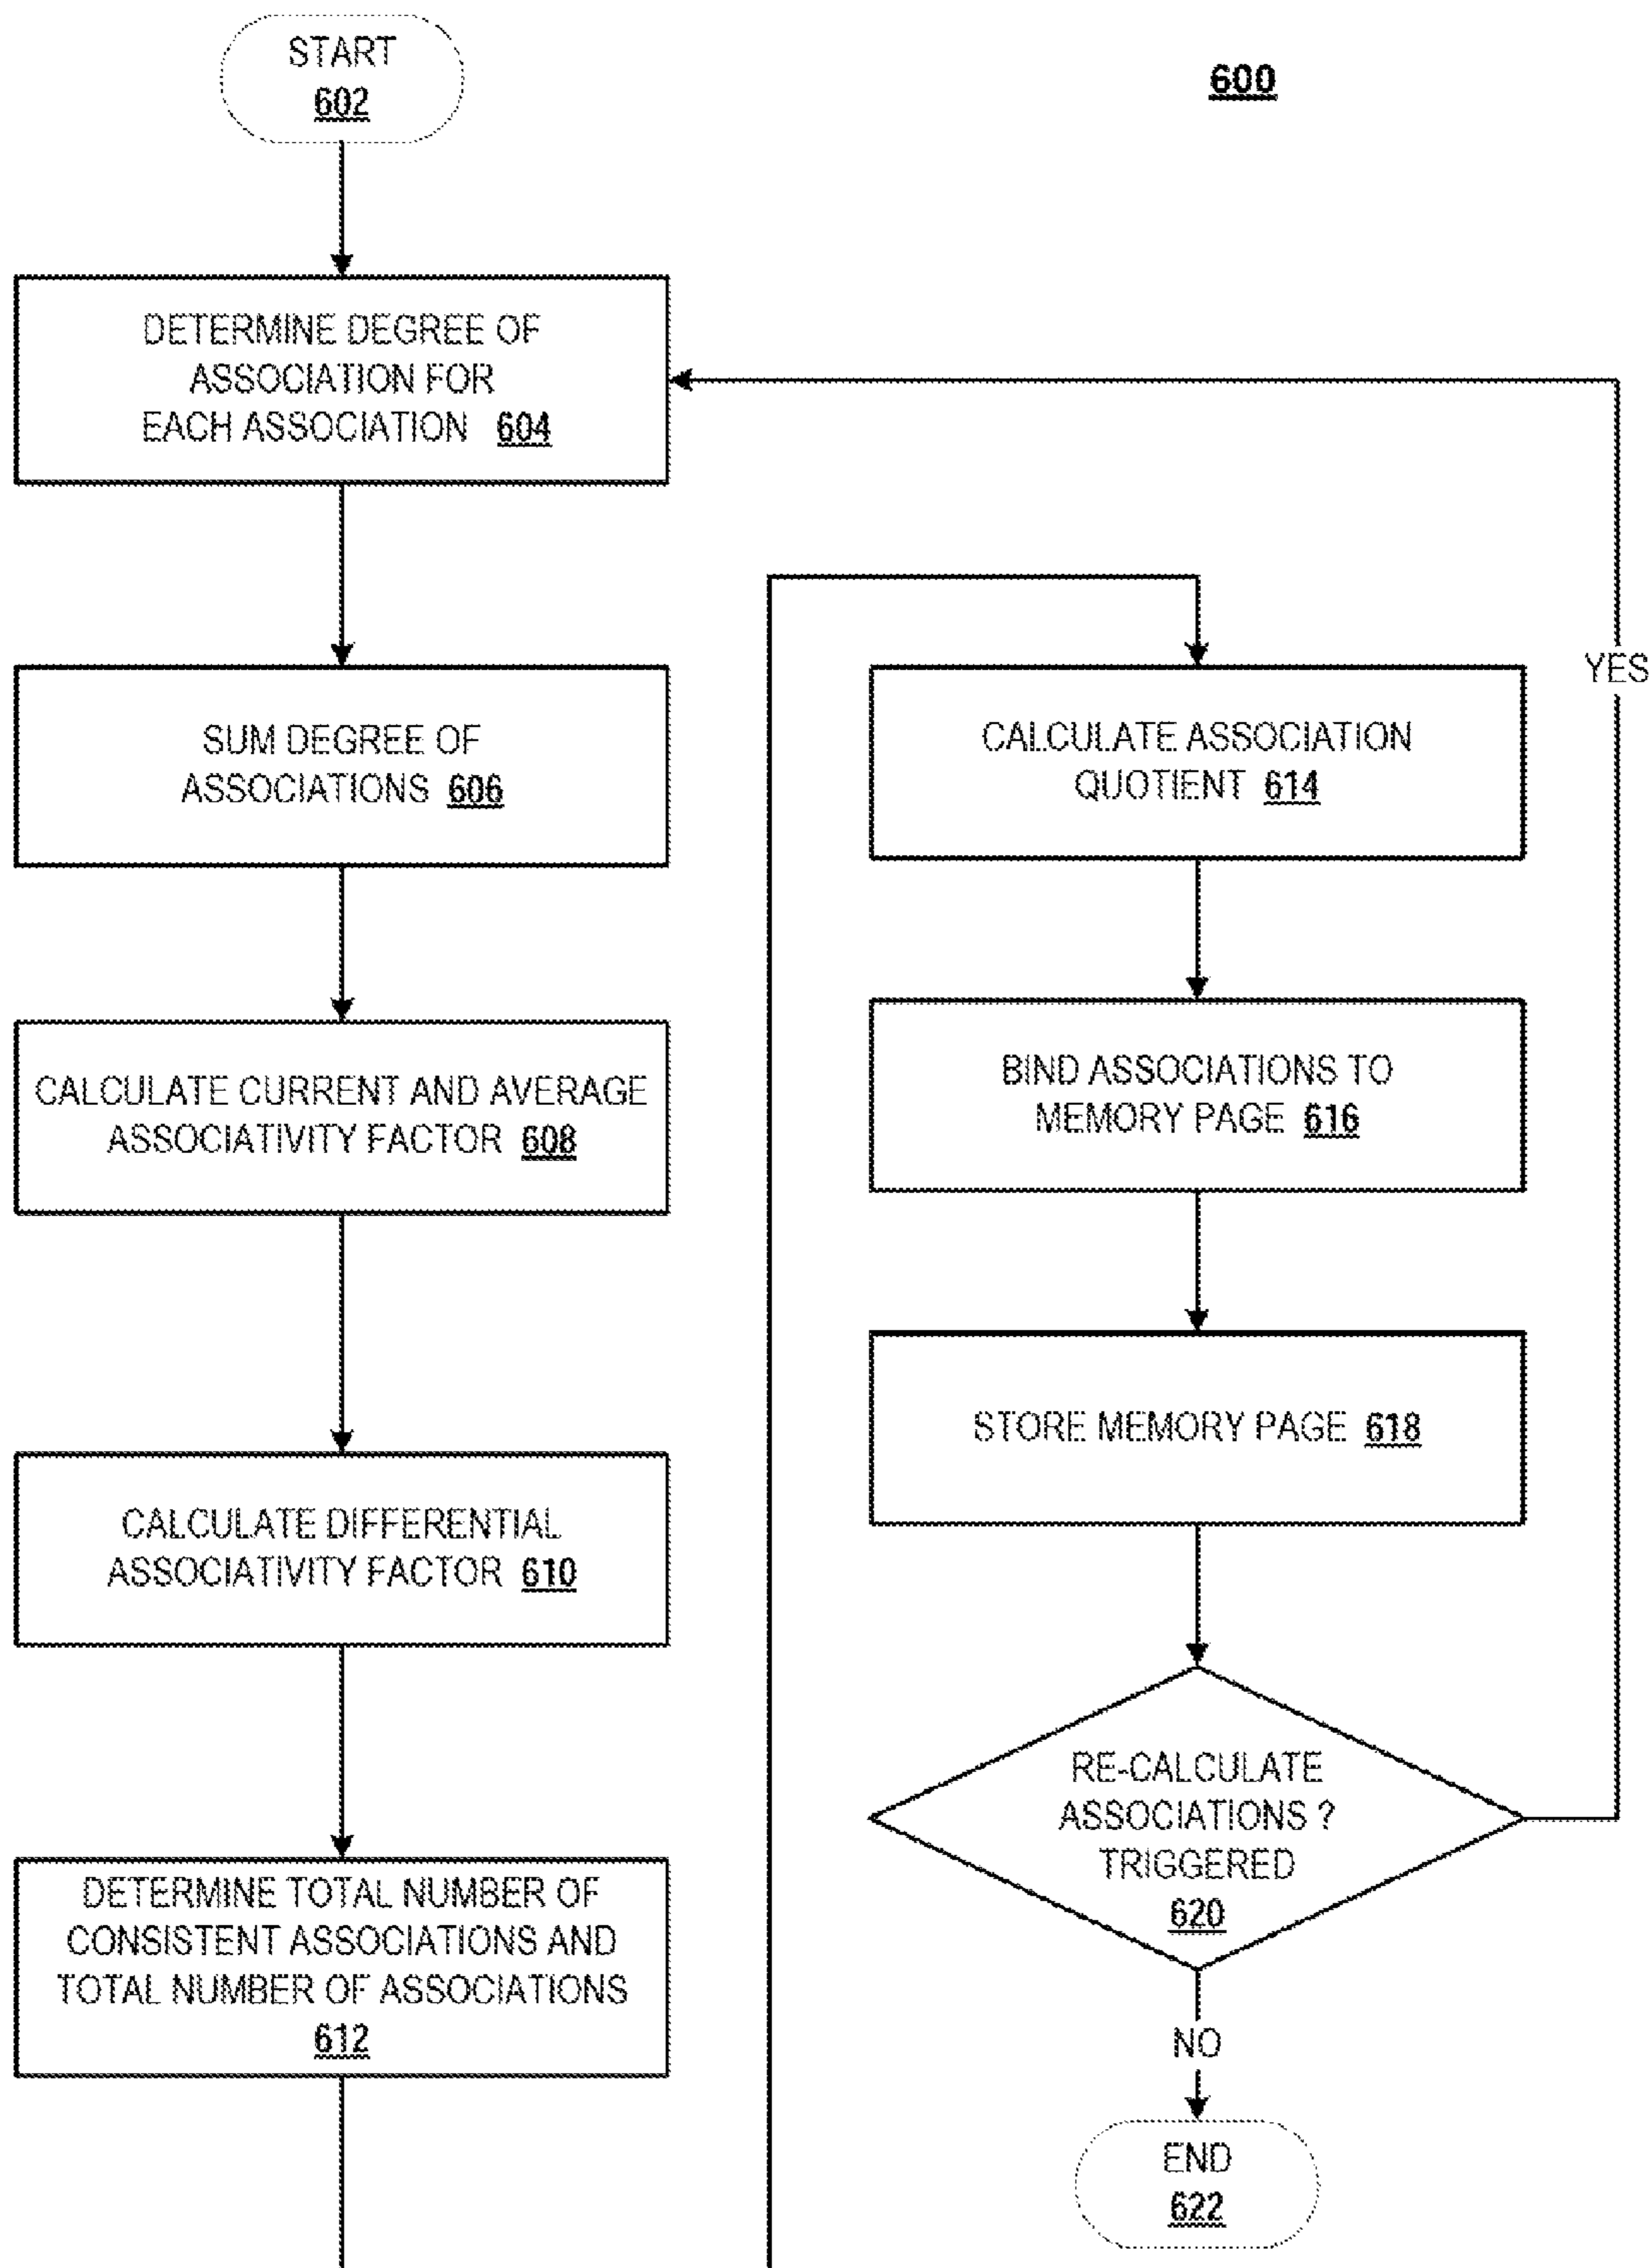 START
602
600
DETERMINE DEGREE OF
ASSOCIATION FOR
EACH ASSOCIATION 604
SUM DEGREE OF
ASSOCIATIONS 606
CALCULATE CURRENT AND AVERAGE
ASSOCIATIVITY FACTOR 608
CALCULATE DIFFERENTIAL
ASSOCIATIVITY FACTOR 610
DETERMINE TOTAL NUMBER OF
CONSISTENT ASSOCIATIONS AND
TOTAL NUMBER OF ASSOCIATIONS
612
CALCULATE ASSOCIATION
QUOTIENT 614
BIND ASSOCIATIONS TO
MEMORY PAGE 616
STORE MEMORY PAGE 618
RE-CALCULATE
ASSOCIATIONS ?
TRIGGERED
620
YES
NO
END
622